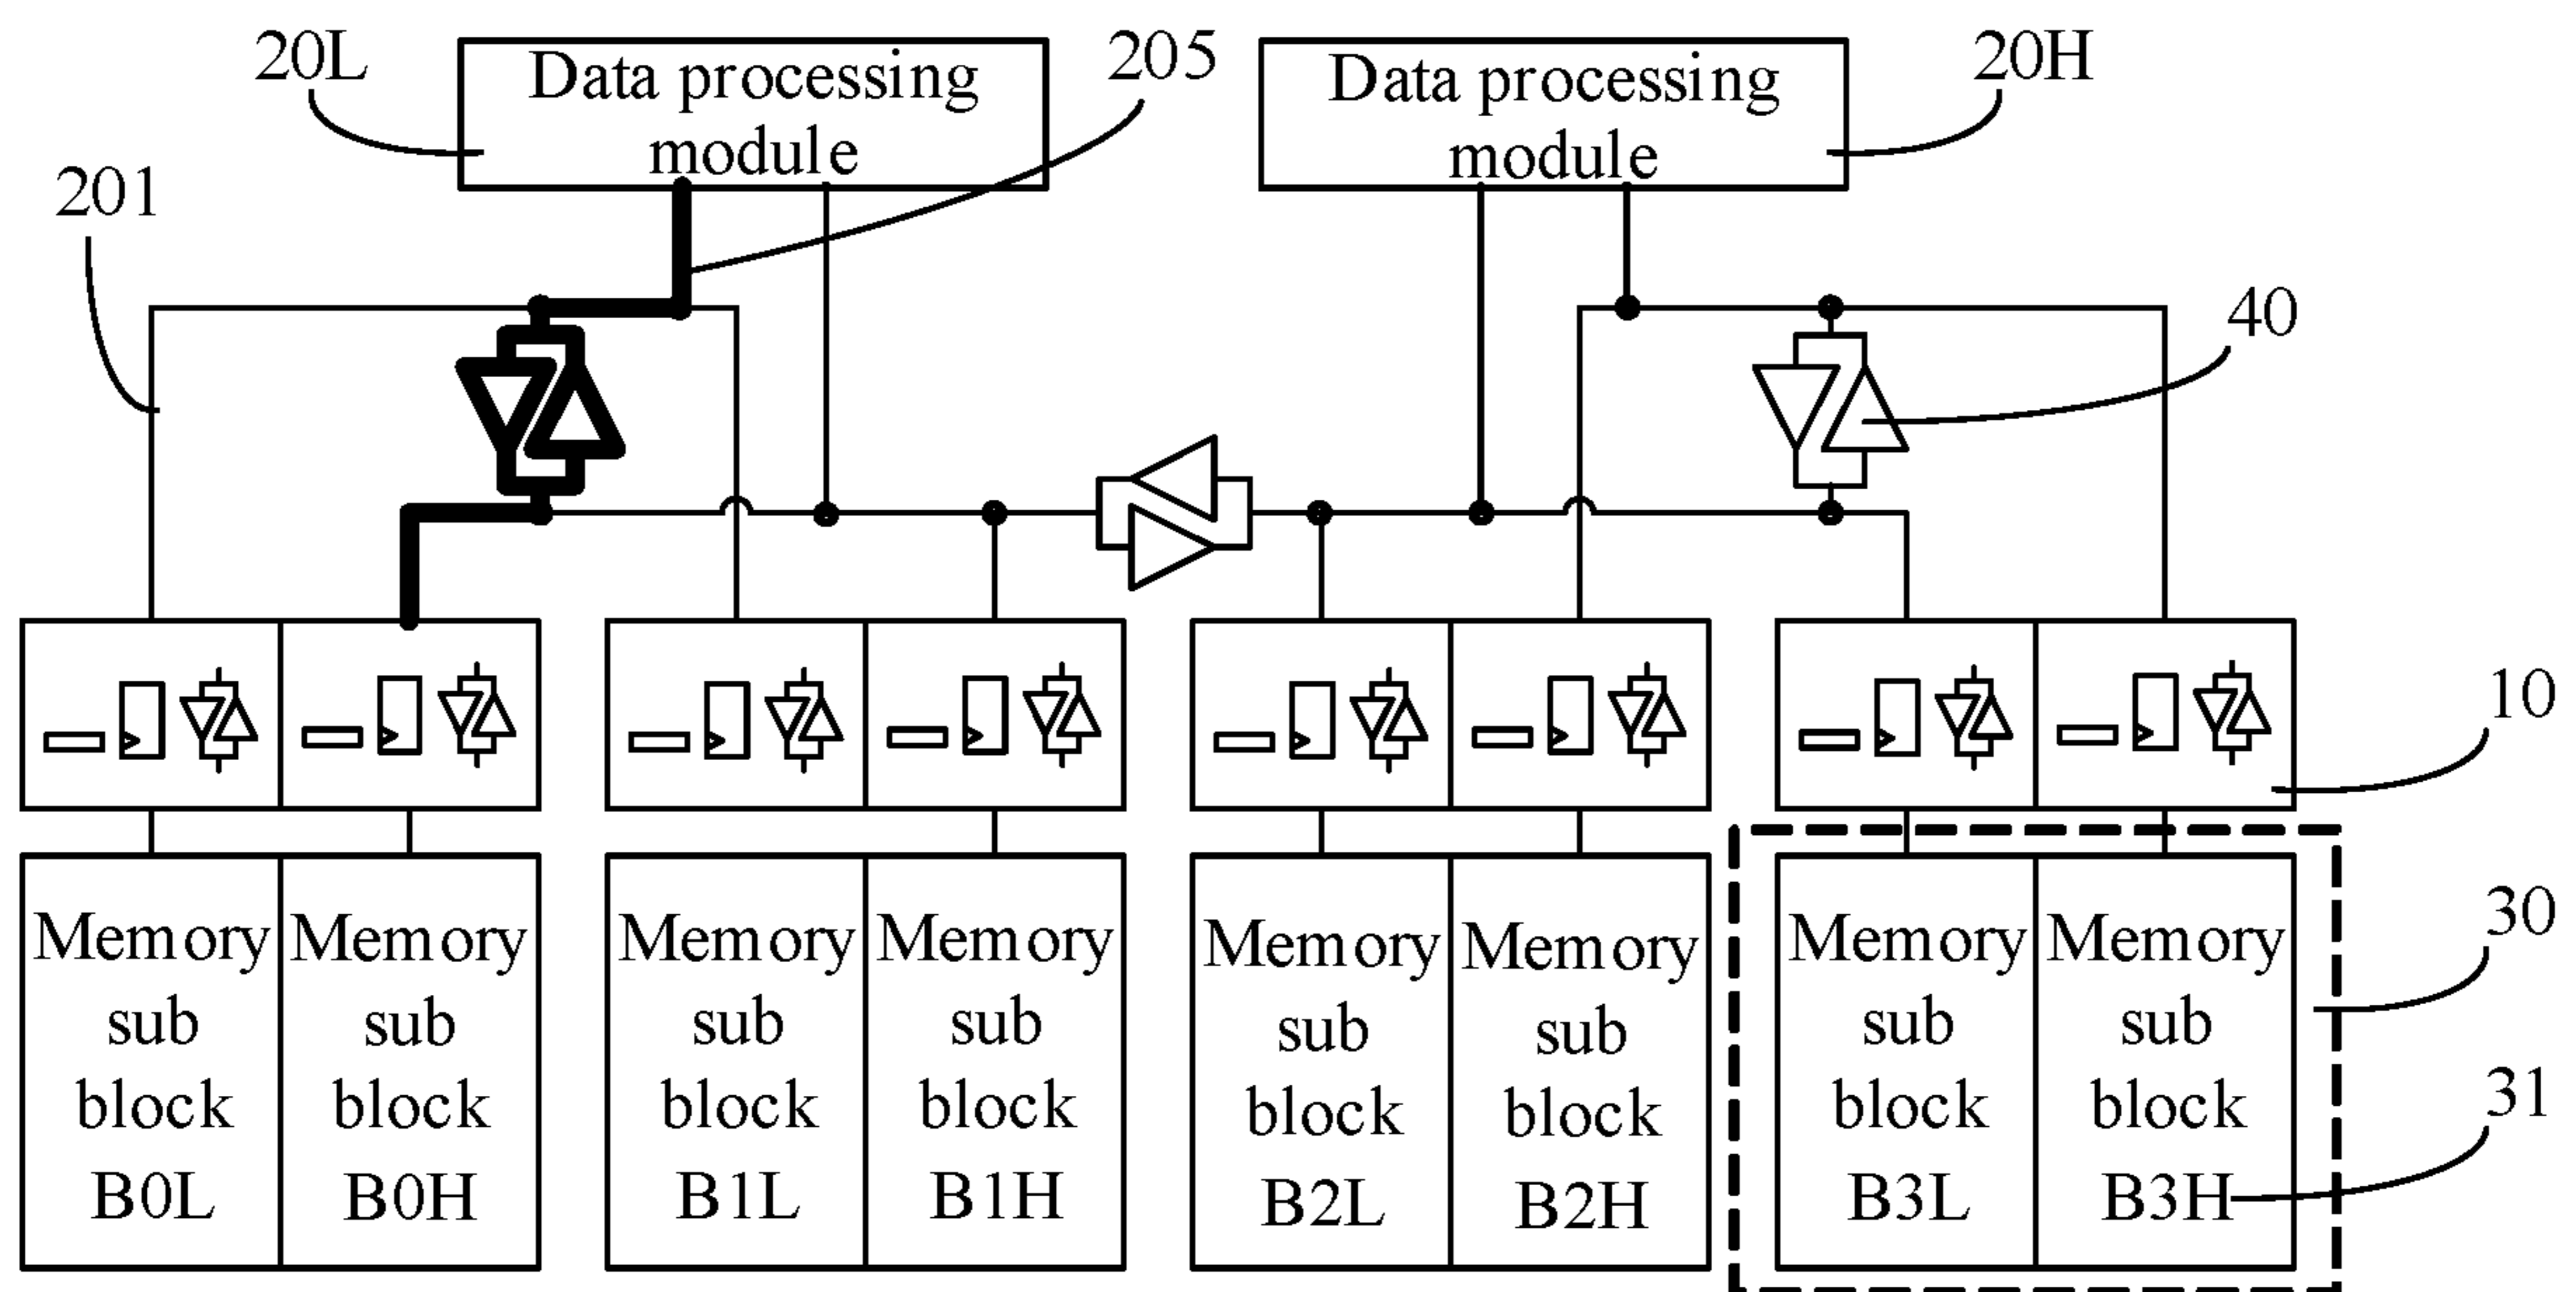 20L
Data processing
module
205
Data processing
module
20H
201
40
10
Memory
sub
block
B0L
Memory
sub
block
B0H
Memory
sub
block
B1L
Memory
sub
block
B1H
Memory
sub
block
B2L
Memory
sub
block
B2H
Memory
sub
block
B3L
Memory
sub
block
B3H
30
31